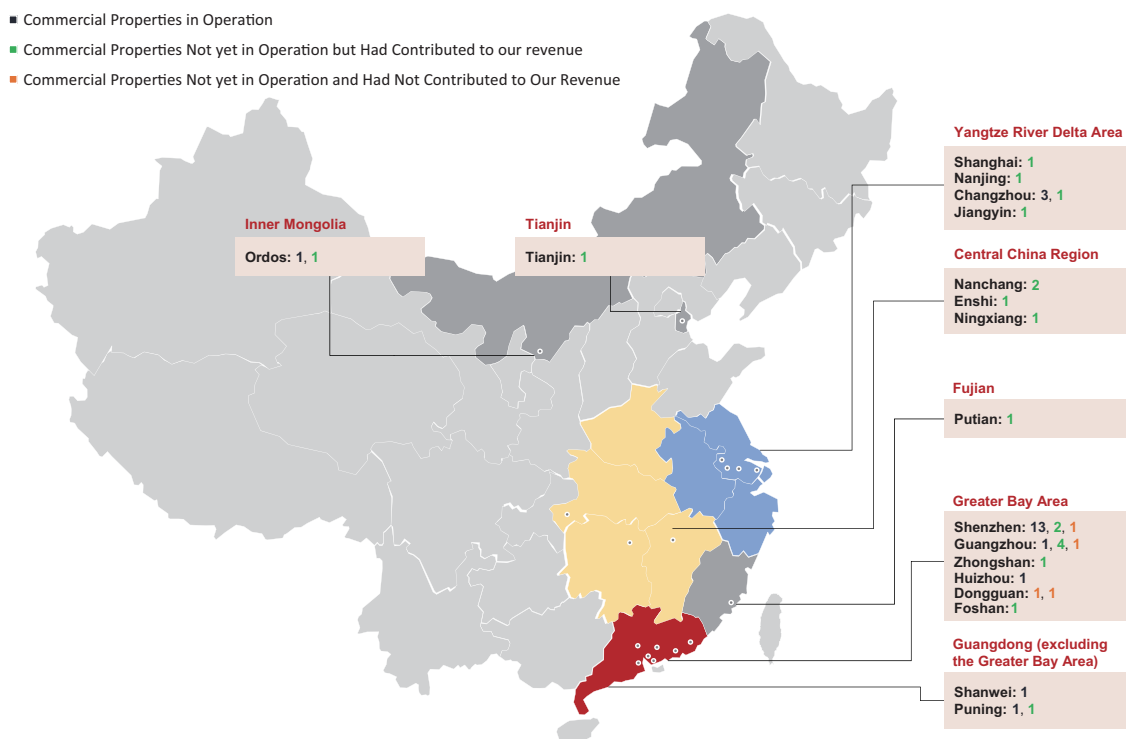 Commercial Properties in Operation
Commercial Properties Not yet in Operation but Had Contributed to our revenue
Commercial Properties Not yet in Operation and Had Not Contributed to Our Revenue
Inner Mongolia
Ordos: 1, 1
Tianjin
Tianjin: 1
Yangtze River Delta Area
Shanghai: 1
Nanjing: 1
Changzhou: 3, 1
Jiangyin: 1
Central China Region
Nanchang: 2
Enshi: 1
Ningxiang: 1
Fujian
Putian: 1
Greater Bay Area
Shenzhen: 13, 2, 1
Guangzhou: 1, 4, 1
Zhongshan: 1
Huizhou: 1
Dongguan: 1, 1
Foshan: 1
Guangdong (excluding
the Greater Bay Area)
Shanwei: 1
Puning: 1, 1